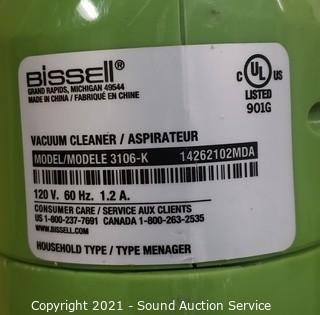 BISSELL®
GRAND RAPIDS, MICHIGAN 49544
MADE IN CHINA / FABRIQUÉ EN CHINE
C UL US
LISTED
901G
VACUUM CLEANER / ASPIRATEUR
MODEL/MODELE 3106-K 14262102MDA
120 V. 60 Hz. 1.2 A.
CONSUMER CARE / SERVICE AUX CLIENTS
US 1-800-237-7691 CANADA 1-800-263-2535
WWW.BISSELL.COM
HOUSEHOLD TYPE / TYPE MENAGER
Copyright 2021 - Sound Auction Service